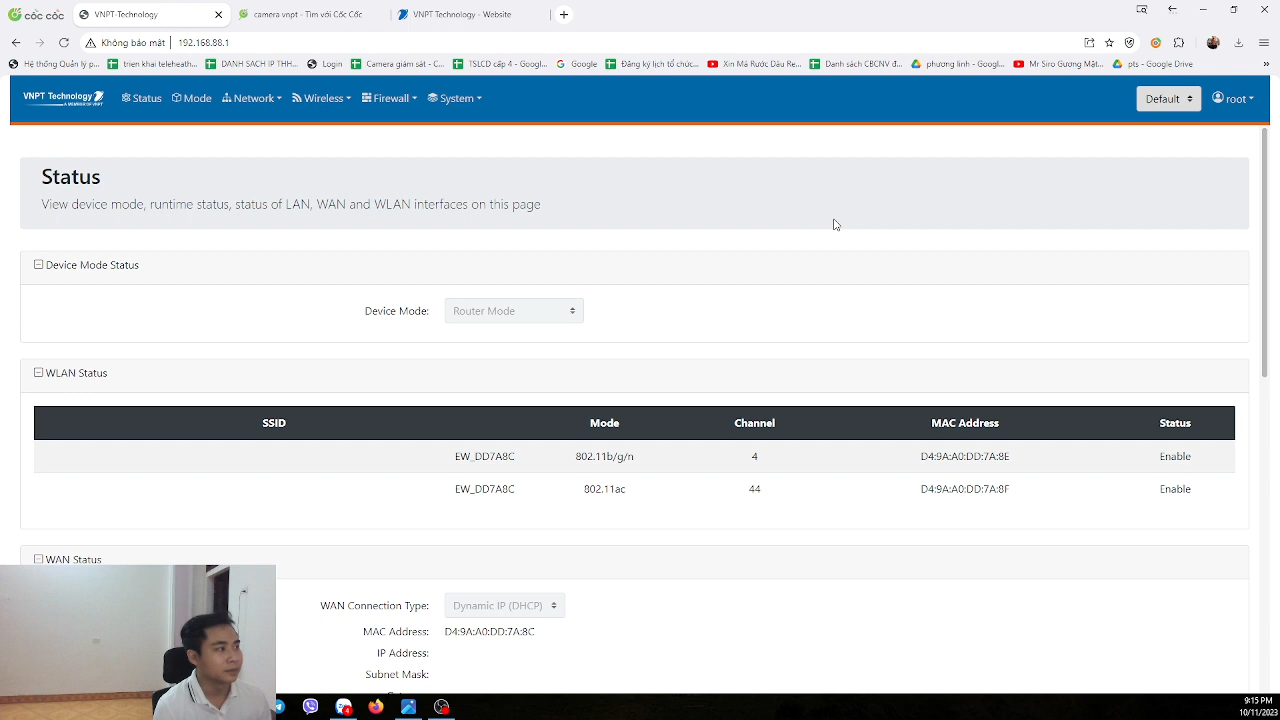 cốc cốc
VNPT-Technology
camera vnpt - Tìm với Cốc Cốc
VNPT Technology - Website
Không bảo mật
192.168.88.1
Hệ thống Quản lý p...
trien khai teleheath...
DANH SACH IP TTH...
Login
Camera giám sát - C...
TSLCD cấp 4 - Googl...
Google
Đăng ký lịch tổ chức...
Xin Má Rước Dâu Re...
Danh sách CBCNV đ...
phương linh - Googl...
Mr Siro Gương Mặt...
pts - Google Drive
VNPT Technology
A MEMBER OF VNPT
Status
Mode
Network
Wireless
Firewall
System
Default
root
Status
View device mode, runtime status, status of LAN, WAN and WLAN interfaces on this page
Device Mode Status
Device Mode: Router Mode
WLAN Status
SSID Mode Channel MAC Address Status
EW_DD7A8C 802.11b/g/n 4 D4:9A:A0:DD:7A:8E Enable
EW_DD7A8C 802.11ac 44 D4:9A:A0:DD:7A:8F Enable
WAN Status
WAN Connection Type: Dynamic IP (DHCP)
MAC Address: D4:9A:A0:DD:7A:8C
IP Address:
Subnet Mask:
9:15 PM
10/11/2023